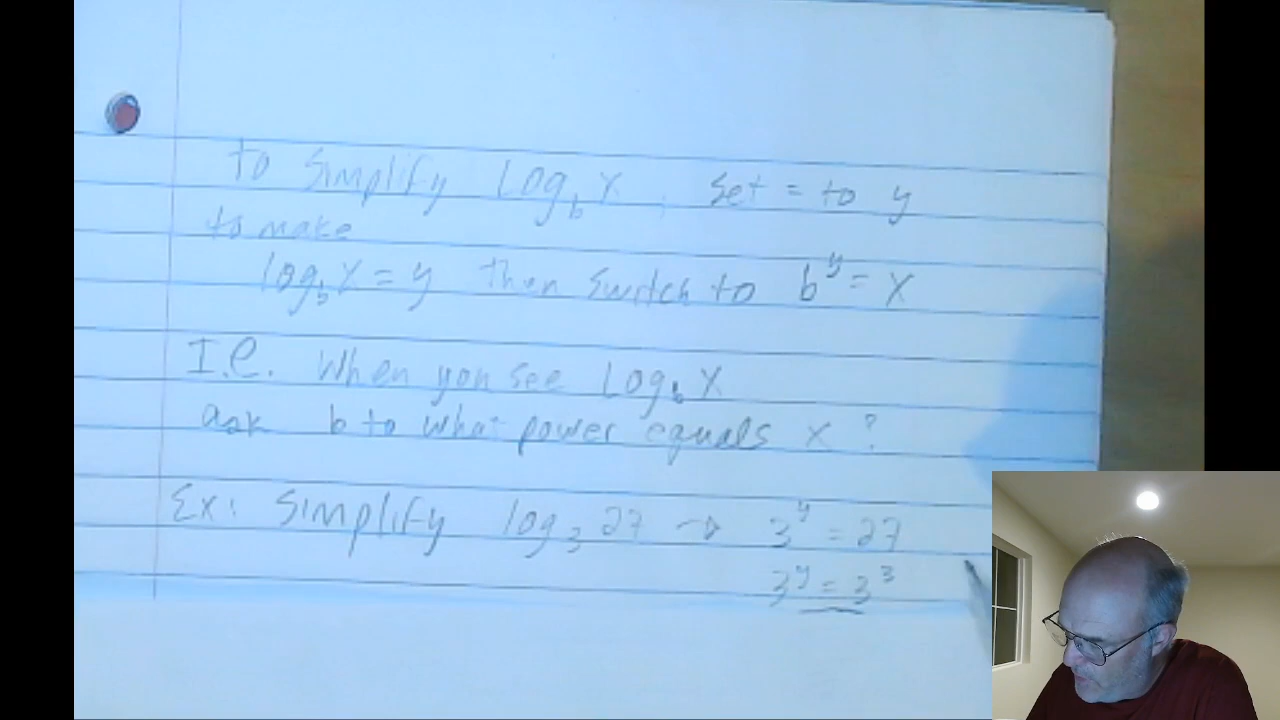 to simplify log_b x, set = to y
to make
log_b x = y then switch to b^y = x
I.e. When you see log_b x
ask b to what power equals x ?
Ex: Simplify log_3 27 → 3^y = 27
3^y = 3^3